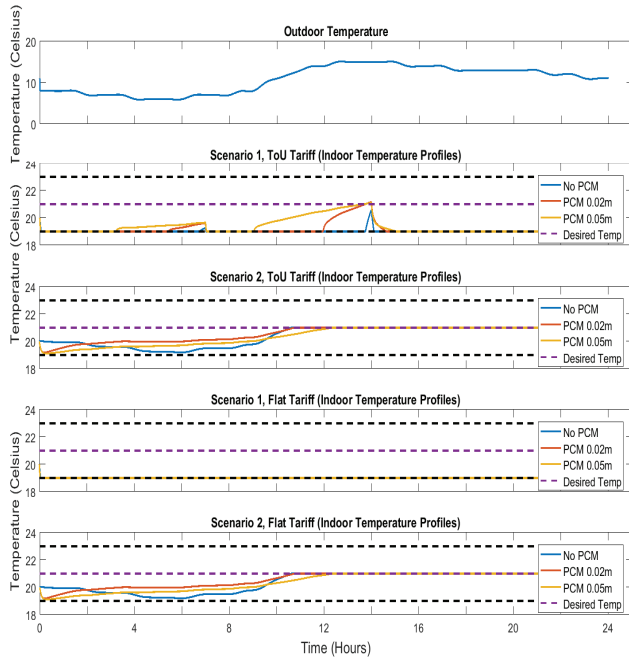 Outdoor Temperature
Temperature (Celsius)
20
10
0
Scenario 1, ToU Tariff (Indoor Temperature Profiles)
Temperature (Celsius)
24
22
20
18
No PCM
PCM 0.02m
PCM 0.05m
Desired Temp
Scenario 2, ToU Tariff (Indoor Temperature Profiles)
Temperature (Celsius)
24
22
20
18
No PCM
PCM 0.02m
PCM 0.05m
Desired Temp
Scenario 1, Flat Tariff (Indoor Temperature Profiles)
Temperature (Celsius)
24
22
20
18
No PCM
PCM 0.02m
PCM 0.05m
Desired Temp
Scenario 2, Flat Tariff (Indoor Temperature Profiles)
Temperature (Celsius)
24
22
20
18
No PCM
PCM 0.02m
PCM 0.05m
Desired Temp
0 4 8 12 16 20 24
Time (Hours)